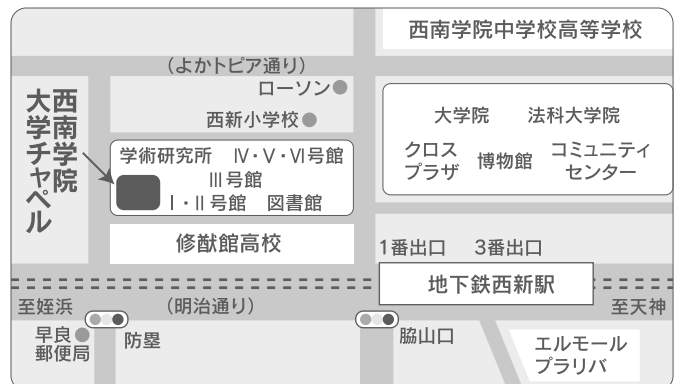 西南学院中学校高等学校
（よかトピア通り）
ローソン
西新小学校
西南学院
大学チャペル
大学院　法科大学院
クロス
プラザ
博物館
コミュニティ
センター
学術研究所　Ⅳ・Ⅴ・Ⅵ号館
Ⅲ号館
Ⅰ・Ⅱ号館　図書館
修猷館高校
1番出口　3番出口
地下鉄西新駅
至姪浜
（明治通り）
至天神
早良
郵便局
防塁
脇山口
エルモール
プラリバ